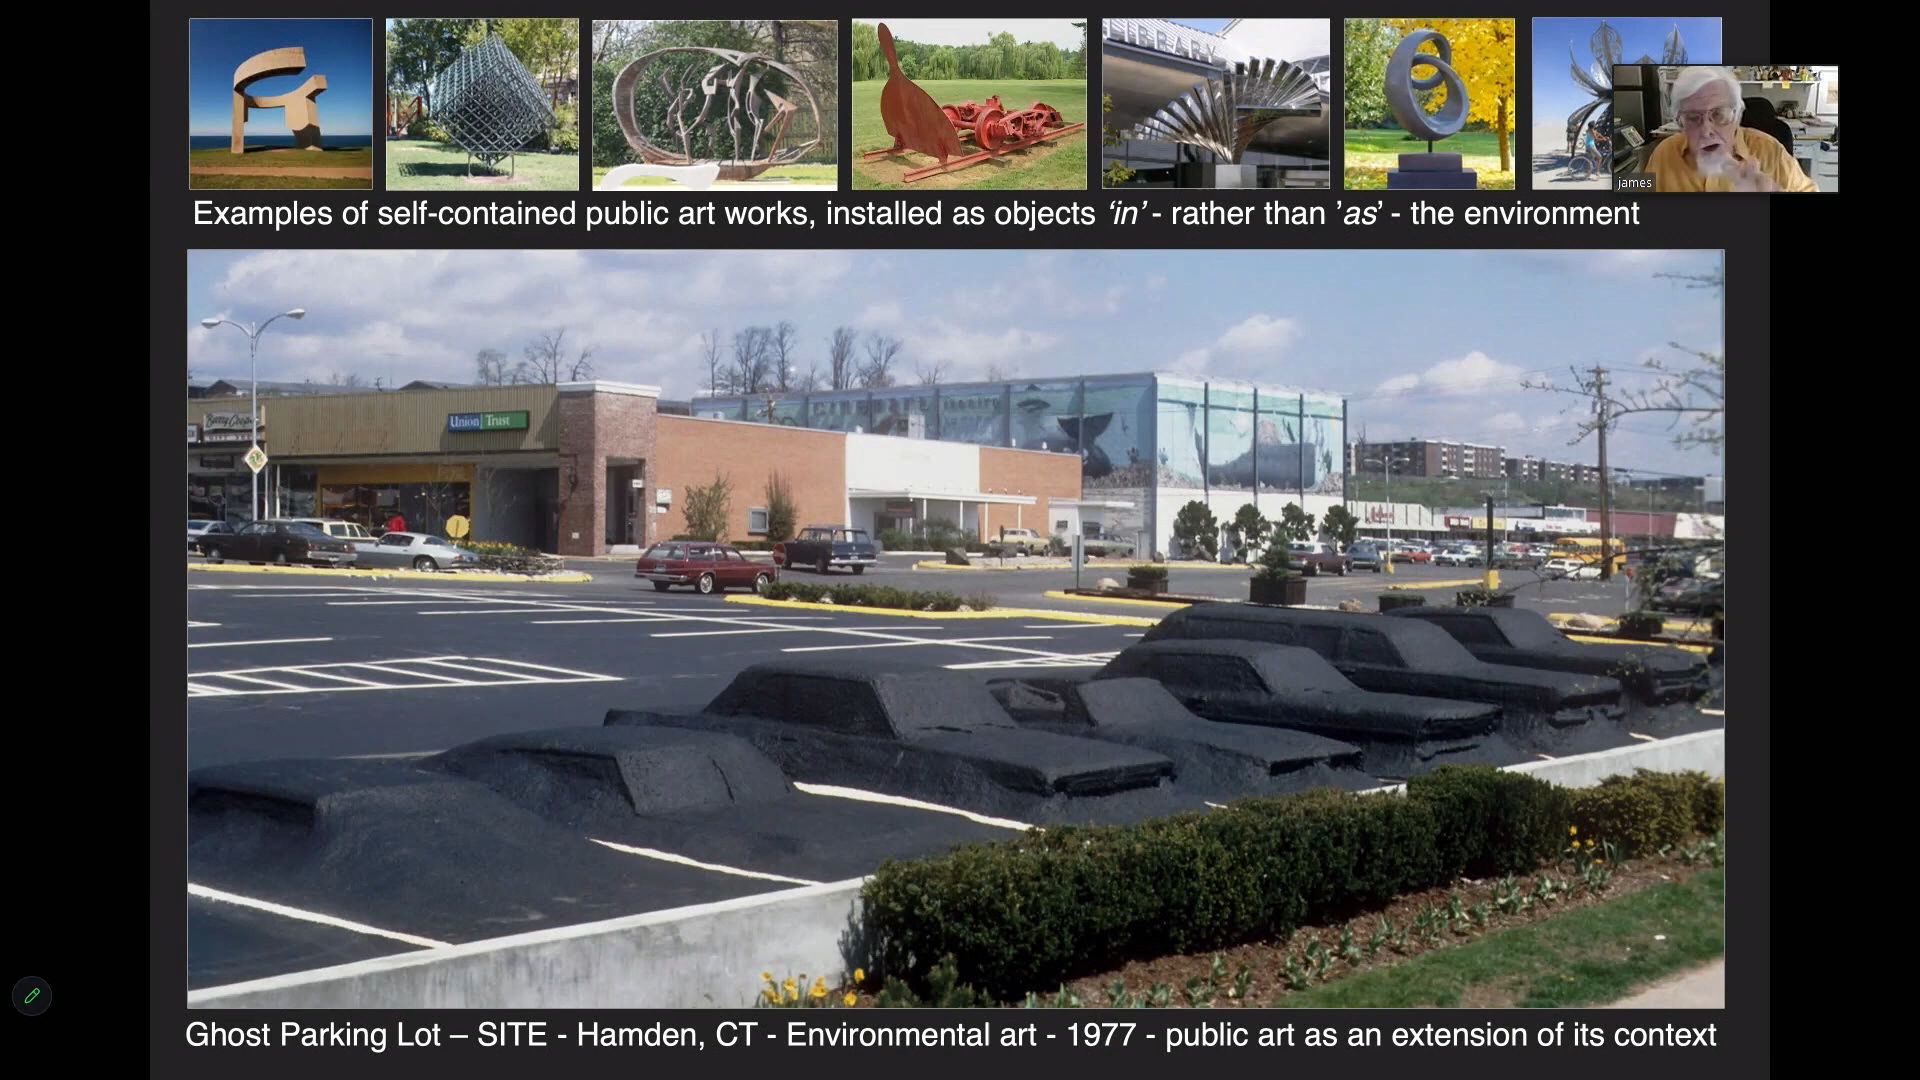 LIBRARY
james
Examples of self-contained public art works, installed as objects ‘in’ - rather than ’as’ - the environment
Union Trust
Ghost Parking Lot – SITE - Hamden, CT - Environmental art - 1977 - public art as an extension of its context